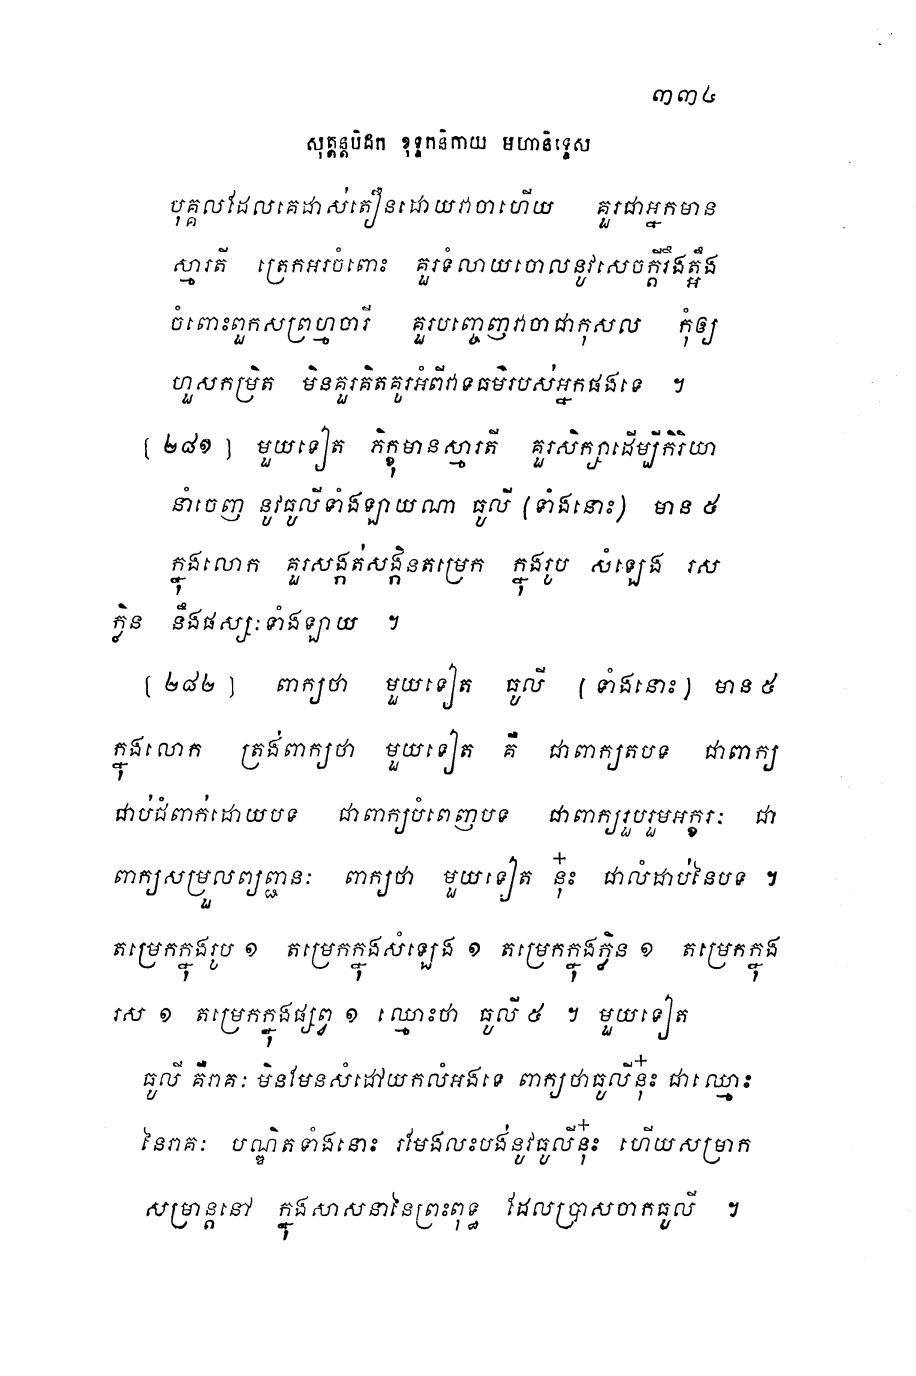 ៣៣៤
សុត្តន្តបិដក ខុទ្ទកនិកាយ មហានិទ្ទេស
បុគ្គលដែលគេដាស់តឿនដោយវាចាហើយ គួរជាអ្នកមាន
ស្មារតី ត្រេកអរចំពោះ គួរទំលាយចោលនូវសេចក្តីរឹងត្អឹង
ចំពោះពួកសព្រហ្មចារី គួរបញ្ចេញវាចាជាកុសល កុំឲ្យ
ហួសកម្រិត មិនគួរគិតគូរអំពីវាទធម៌របស់អ្នកផងទេ ។
[ ២៨១ ] មួយទៀត ភិក្ខុមានស្មារតី គួរសិក្សាដើម្បីកិរិយា
នាំចេញ នូវធូលីទាំងឡាយណា ធូលី (ទាំងនោះ) មាន ៥
ក្នុងលោក គួរសង្កត់សង្កិនតម្រេក ក្នុងរូប សំឡេង រស
ក្លិន នឹងផស្សៈទាំងឡាយ ។
[ ២៨២ ] ពាក្យថា មួយទៀត ធូលី (ទាំងនោះ) មាន ៥
ក្នុងលោក ត្រង់ពាក្យថា មួយទៀត គឺ ជាពាក្យតបទ ជាពាក្យ
ជាប់ជំពាក់ដោយបទ ជាពាក្យបំពេញបទ ជាពាក្យរួបរួមអក្ខរៈ ជា
ពាក្យសម្រួលព្យញ្ជនៈ ពាក្យថា មួយទៀត នុ៎ះ ជាលំដាប់នៃបទ ។
តម្រេកក្នុងរូប ១ តម្រេកក្នុងសំឡេង ១ តម្រេកក្នុងក្លិន ១ តម្រេកក្នុង
រស ១ តម្រេកក្នុងផ្សព្វ ១ ឈ្មោះថា ធូលី ៥ ។ មួយទៀត
ធូលី គឺរាគៈ មិនមែនសំដៅយកលំអងទេ ពាក្យថាធូលីនុ៎ះ ជាឈ្មោះ
នៃរាគៈ បណ្ឌិតទាំងនោះ រមែងលះបង់នូវធូលីនុ៎ះ ហើយសម្រាក
សម្រាន្តនៅ ក្នុងសាសនានៃព្រះពុទ្ធ ដែលប្រាសចាកធូលី ។